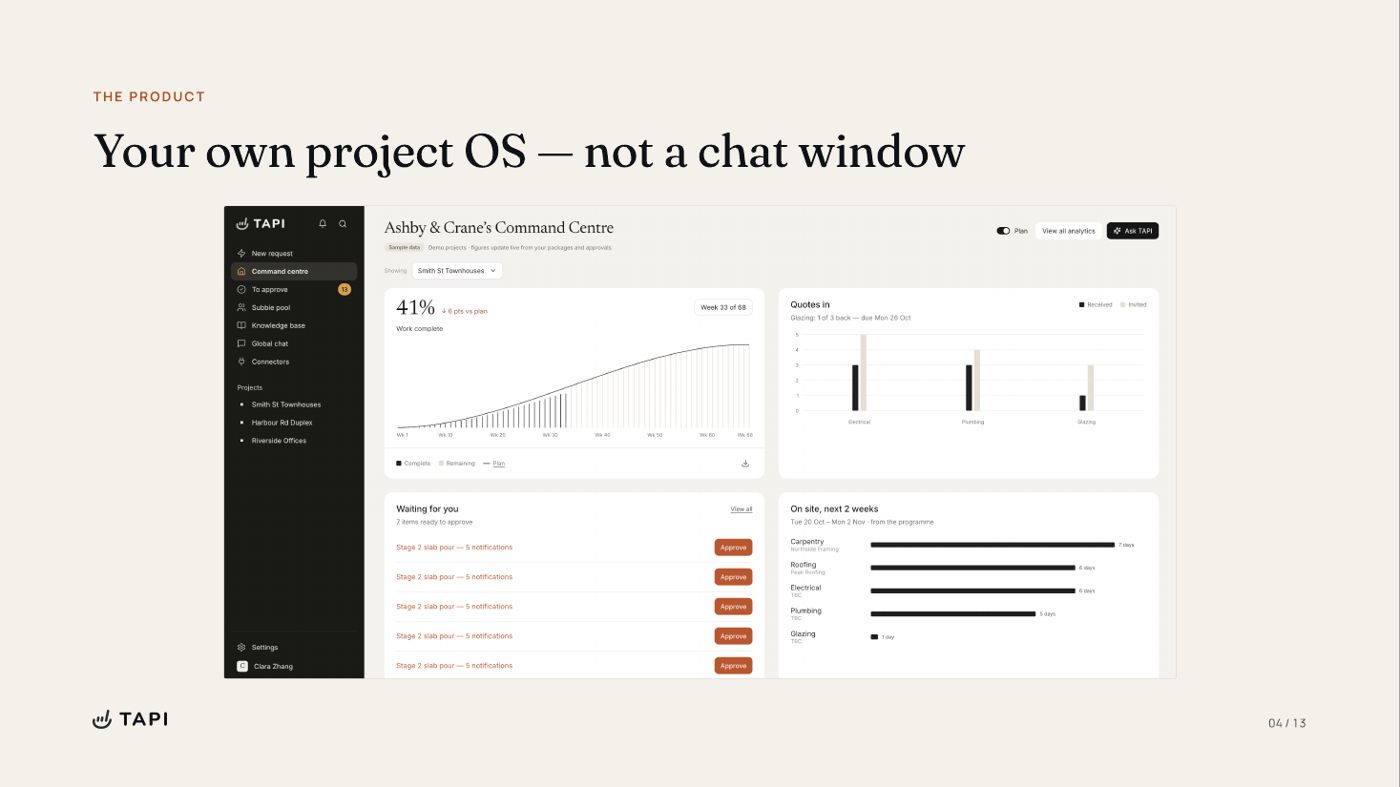 THE PRODUCT
Your own project OS — not a chat window
TAPI
New request
Command centre
To approve
13
Subbie pool
Knowledge base
Global chat
Connectors
Projects
Smith St Townhouses
Harbour Rd Duplex
Riverside Offices
Settings
C
Clara Zhang
Ashby & Crane's Command Centre
Sample data Demo projects · figures update live from your packages and approvals
Plan
View all analytics
Ask TAPI
Showing Smith St Townhouses
41% ↓ 6 pts vs plan
Week 33 of 68
Work complete
Wk 1 Wk 10 Wk 20 Wk 30 Wk 40 Wk 50 Wk 60 Wk 68
Complete Remaining Plan
Quotes in
Received Invited
Glazing: 1 of 3 back — due Mon 26 Oct
5
4
3
2
1
0
Electrical Plumbing Glazing
Waiting for you
View all
7 items ready to approve
Stage 2 slab pour — 5 notifications Approve
Stage 2 slab pour — 5 notifications Approve
Stage 2 slab pour — 5 notifications Approve
Stage 2 slab pour — 5 notifications Approve
Stage 2 slab pour — 5 notifications Approve
On site, next 2 weeks
Tue 20 Oct – Mon 2 Nov · from the programme
Carpentry
Northside Framing
7 days
Roofing
Peak Roofing
6 days
Electrical
TBC
6 days
Plumbing
TBC
5 days
Glazing
TBC
1 day
TAPI
04 / 13